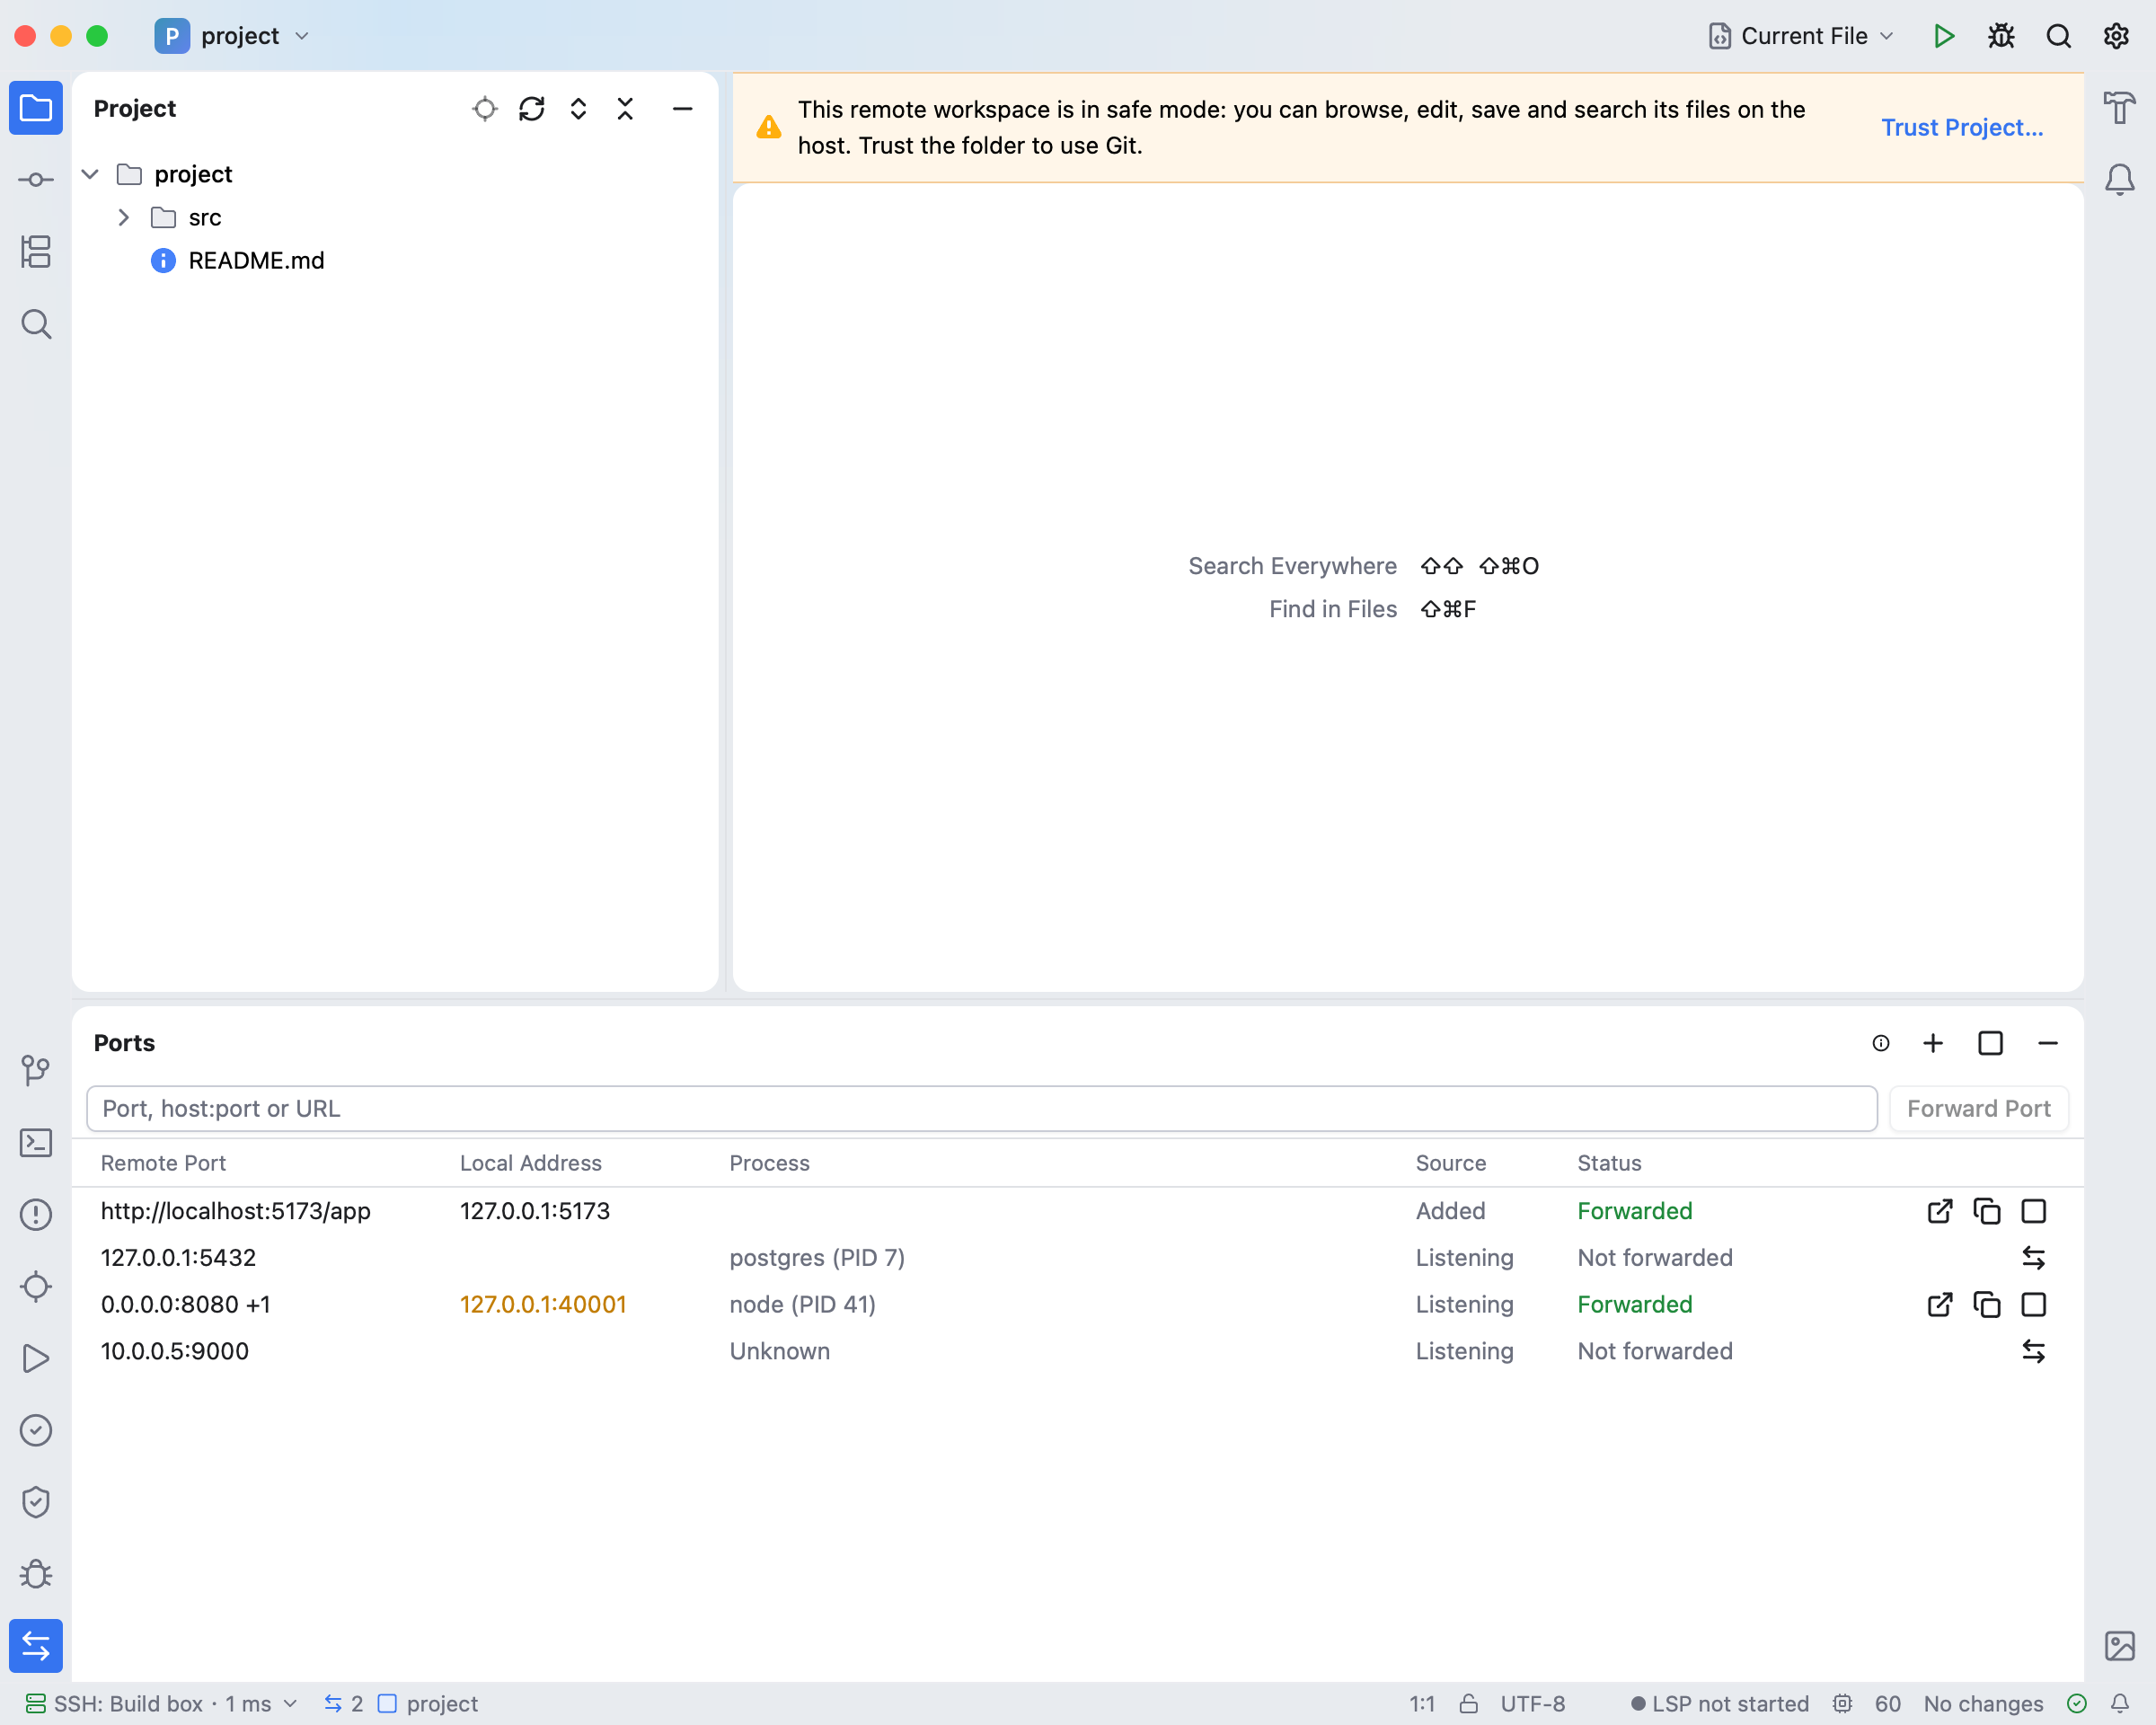 P project
Current File
Project
This remote workspace is in safe mode: you can browse, edit, save and search its files on the
host. Trust the folder to use Git.
Trust Project...
project
src
README.md
Search Everywhere ⇧⇧ ⇧⌘O
Find in Files ⇧⌘F
Ports
Port, host:port or URL
Forward Port
Remote Port Local Address Process Source Status
http://localhost:5173/app 127.0.0.1:5173 Added Forwarded
127.0.0.1:5432 postgres (PID 7) Listening Not forwarded
0.0.0.0:8080 +1 127.0.0.1:40001 node (PID 41) Listening Forwarded
10.0.0.5:9000 Unknown Listening Not forwarded
SSH: Build box · 1 ms 2 project 1:1 UTF-8 LSP not started 60 No changes